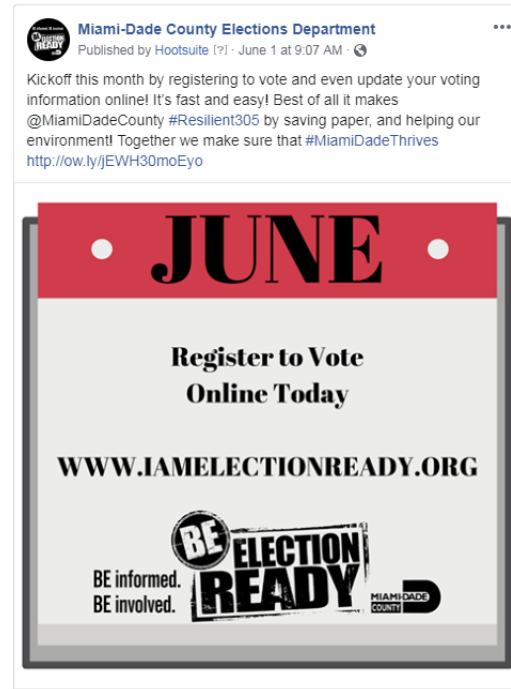 Miami-Dade County Elections Department
Published by Hootsuite [?] · June 1 at 9:07 AM ·
Kickoff this month by registering to vote and even update your voting
information online! It's fast and easy! Best of all it makes
@MiamiDadeCounty #Resilient305 by saving paper, and helping our
environment! Together we make sure that #MiamiDadeThrives
http://ow.ly/jEWH30moEyo
JUNE
Register to Vote
Online Today
WWW.IAMELECTIONREADY.ORG
BE ELECTION
READY
BE informed.
BE involved.
MIAMI-DADE
COUNTY